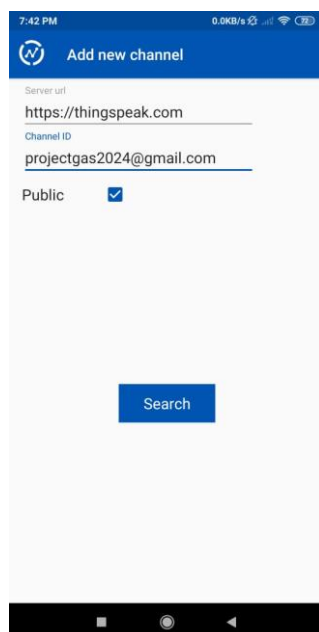 7:42 PM 0.0KB/s 72
Add new channel
Server url
https://thingspeak.com
Channel ID
projectgas2024@gmail.com
Public
Search